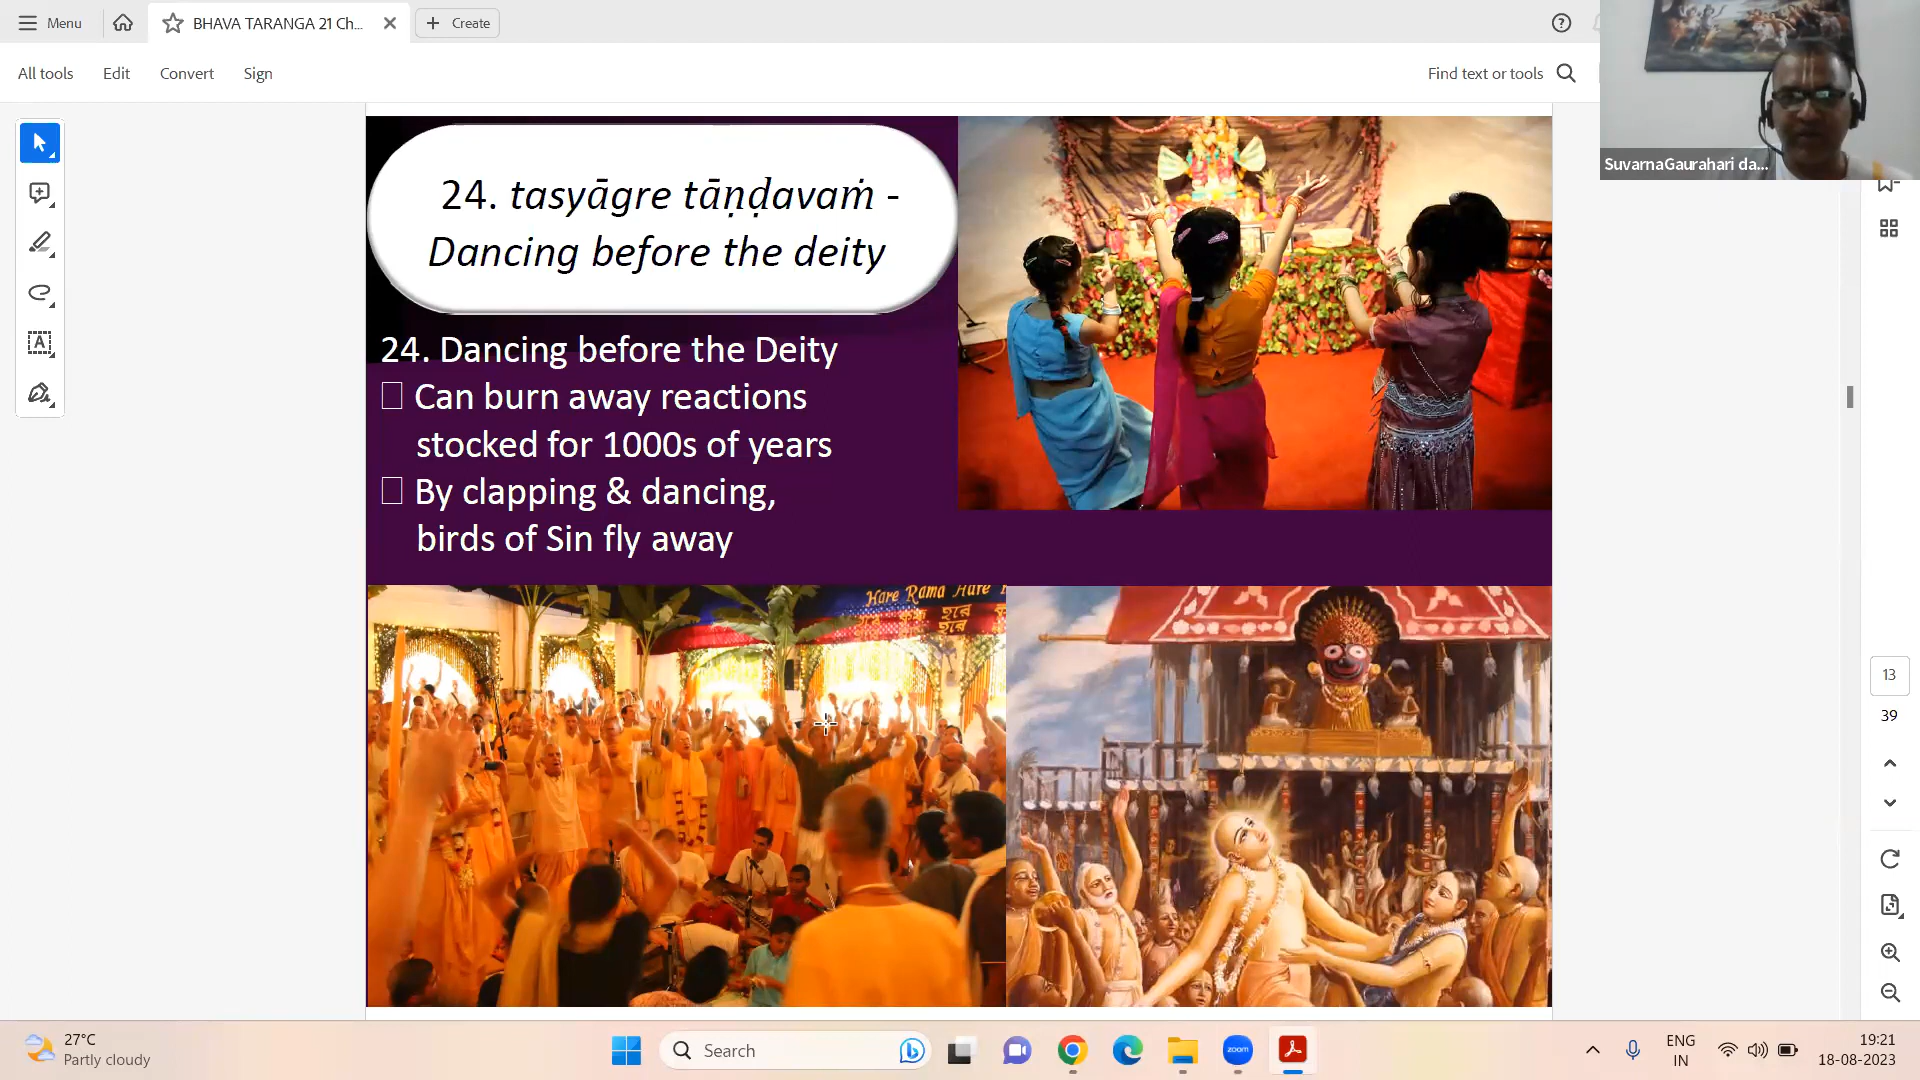 Menu
BHAVA TARANGA 21 Ch...
Create
All tools
Edit
Convert
Sign
Find text or tools
SuvarnaGaurahari da...
24. tasyāgre tāṇḍavaṁ -
Dancing before the deity
24. Dancing before the Deity
Can burn away reactions
stocked for 1000s of years
By clapping & dancing,
birds of Sin fly away
Hare Rama Hare
13
39
27°C
Partly cloudy
Search
zoom
ENG
IN
19:21
18-08-2023